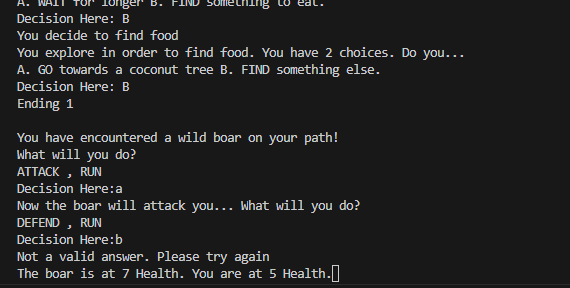 A. WAIT for longer B. FIND something to eat.
Decision Here: B
You decide to find food
You explore in order to find food. You have 2 choices. Do you...
A. GO towards a coconut tree B. FIND something else.
Decision Here: B
Ending 1
You have encountered a wild boar on your path!
What will you do?
ATTACK , RUN
Decision Here:a
Now the boar will attack you... What will you do?
DEFEND , RUN
Decision Here:b
Not a valid answer. Please try again
The boar is at 7 Health. You are at 5 Health.